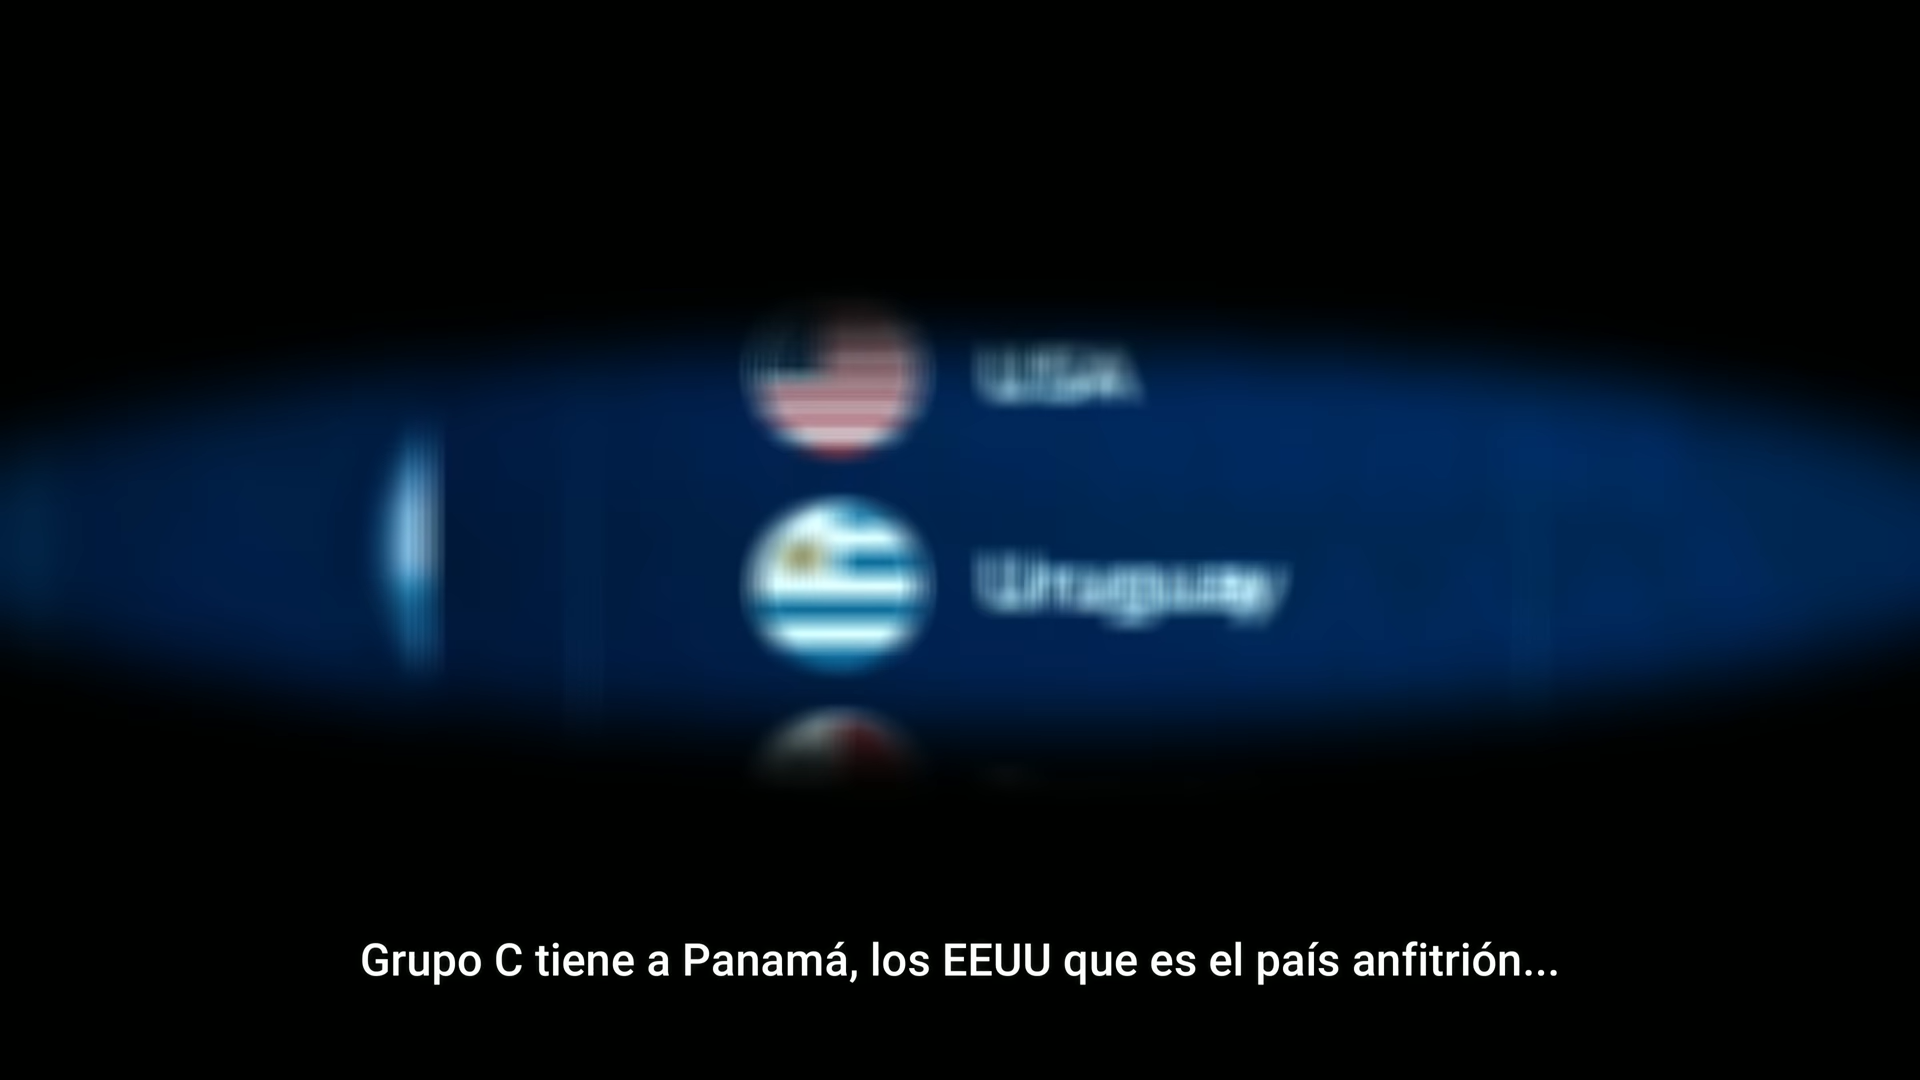 USA
Uruguay
Grupo C tiene a Panamá, los EEUU que es el país anfitrión...